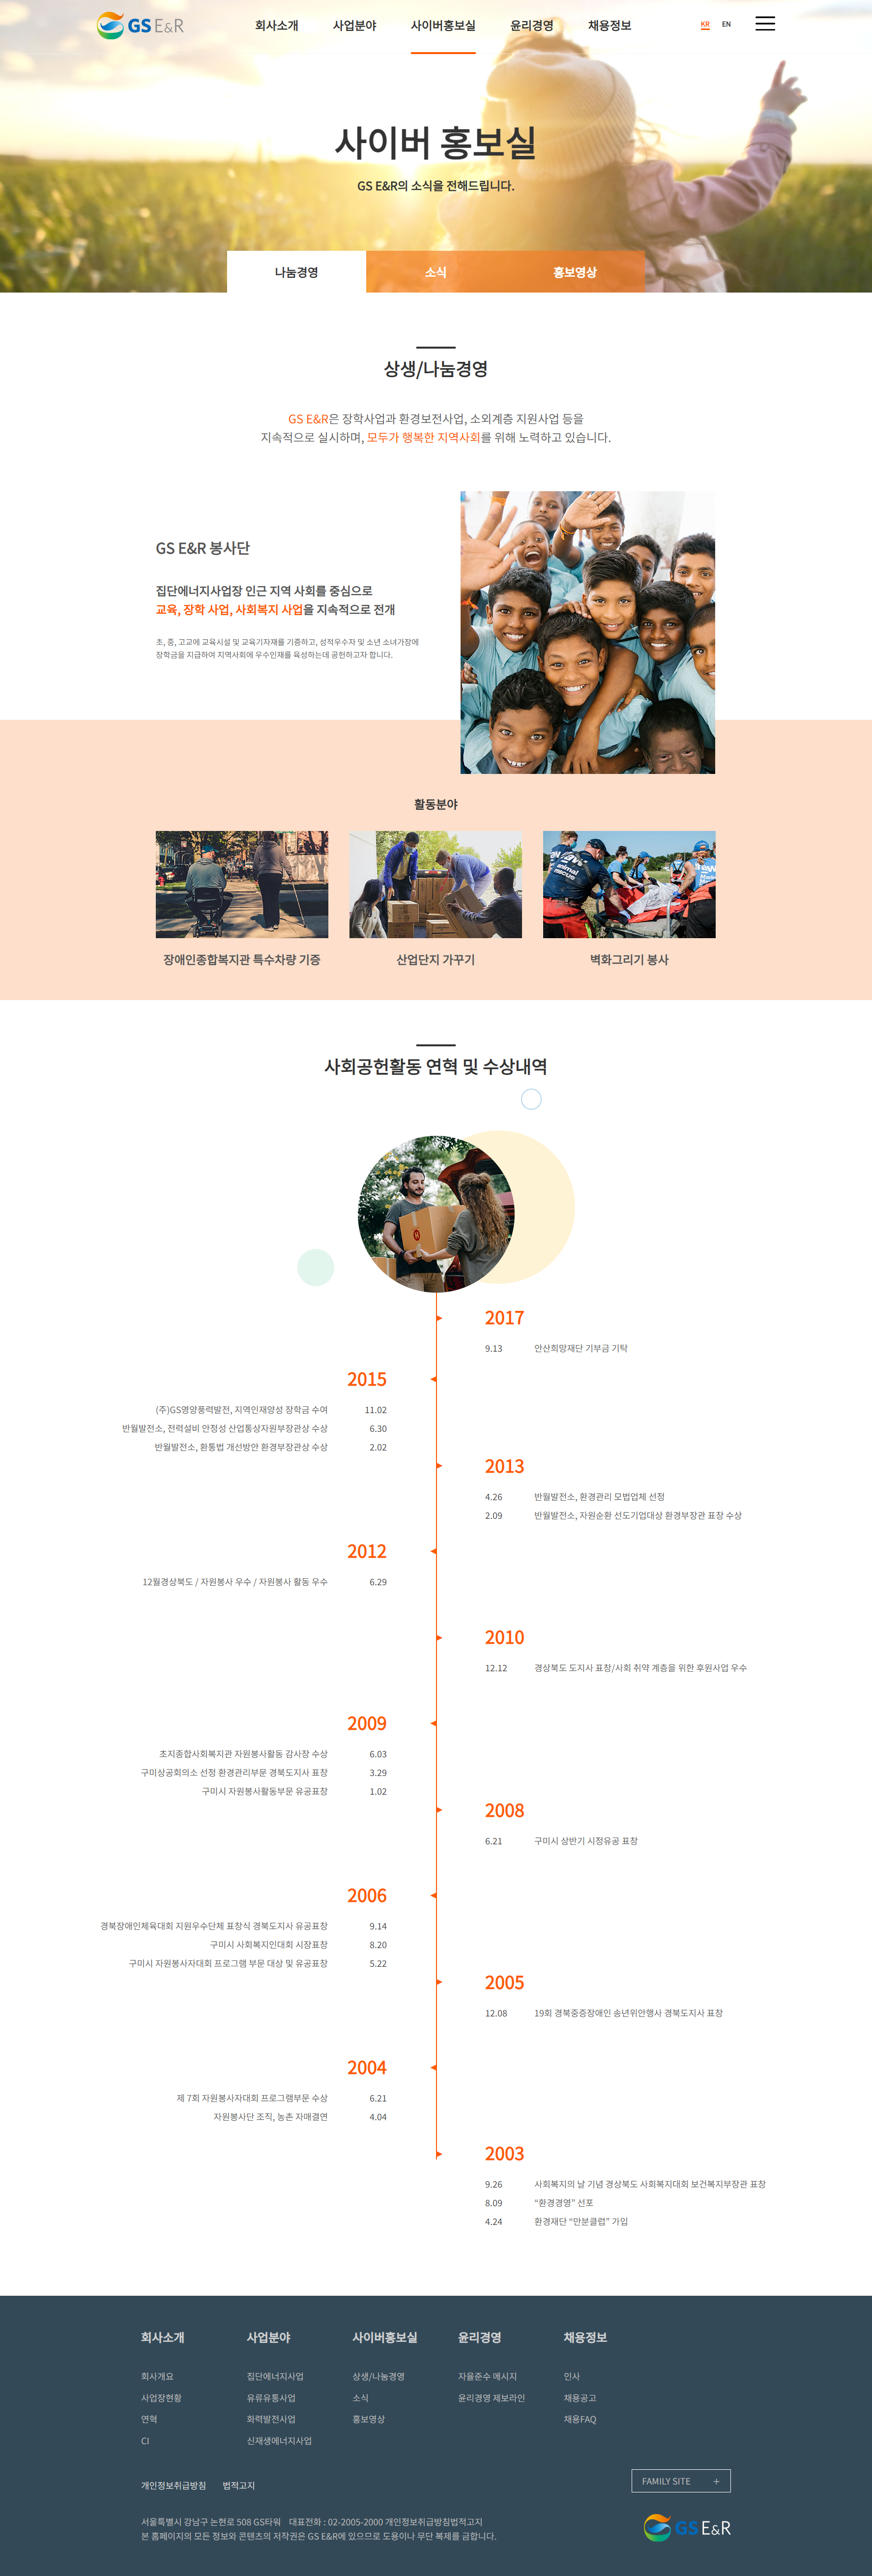 GS E&R
회사소개
사업분야
사이버홍보실
윤리경영
채용정보
KR
EN
사이버 홍보실
GS E&R의 소식을 전해드립니다.
나눔경영
소식
홍보영상
상생/나눔경영
GS E&R은 장학사업과 환경보전사업, 소외계층 지원사업 등을
지속적으로 실시하며, 모두가 행복한 지역사회를 위해 노력하고 있습니다.
GS E&R 봉사단
집단에너지사업장 인근 지역 사회를 중심으로
교육, 장학 사업, 사회복지 사업을 지속적으로 전개
초, 중, 고교에 교육시설 및 교육기자재를 기증하고, 성적우수자 및 소년 소녀가장에
장학금을 지급하여 지역사회에 우수인재를 육성하는데 공헌하고자 합니다.
활동분야
장애인종합복지관 특수차량 기증
산업단지 가꾸기
벽화그리기 봉사
사회공헌활동 연혁 및 수상내역
2017
9.13 안산희망재단 기부금 기탁
2015
(주)GS영양풍력발전, 지역인재양성 장학금 수여 11.02
반월발전소, 전력설비 안정성 산업통상자원부장관상 수상 6.30
반월발전소, 환통법 개선방안 환경부장관상 수상 2.02
2013
4.26 반월발전소, 환경관리 모법업체 선정
2.09 반월발전소, 자원순환 선도기업대상 환경부장관 표창 수상
2012
12월경상북도 / 자원봉사 우수 / 자원봉사 활동 우수 6.29
2010
12.12 경상북도 도지사 표창/사회 취약 계층을 위한 후원사업 우수
2009
초지종합사회복지관 자원봉사활동 감사장 수상 6.03
구미상공회의소 선정 환경관리부문 경북도지사 표창 3.29
구미시 자원봉사활동부문 유공표창 1.02
2008
6.21 구미시 상반기 시정유공 표창
2006
경북장애인체육대회 지원우수단체 표창식 경북도지사 유공표창 9.14
구미시 사회복지인대회 시장표창 8.20
구미시 자원봉사자대회 프로그램 부문 대상 및 유공표창 5.22
2005
12.08 19회 경북중증장애인 송년위안행사 경북도지사 표창
2004
제 7회 자원봉사자대회 프로그램부문 수상 6.21
자원봉사단 조직, 농촌 자매결연 4.04
2003
9.26 사회복지의 날 기념 경상북도 사회복지대회 보건복지부장관 표창
8.09 “환경경영” 선포
4.24 환경재단 “만분클럽” 가입
회사소개
회사개요
사업장현황
연혁
CI
사업분야
집단에너지사업
유류유통사업
화력발전사업
신재생에너지사업
사이버홍보실
상생/나눔경영
소식
홍보영상
윤리경영
자율준수 메시지
윤리경영 제보라인
채용정보
인사
채용공고
채용FAQ
개인정보취급방침
법적고지
FAMILY SITE +
서울특별시 강남구 논현로 508 GS타워 대표전화 : 02-2005-2000 개인정보취급방침법적고지
본 홈페이지의 모든 정보와 콘텐츠의 저작권은 GS E&R에 있으므로 도용이나 무단 복제를 금합니다.
GS E&R